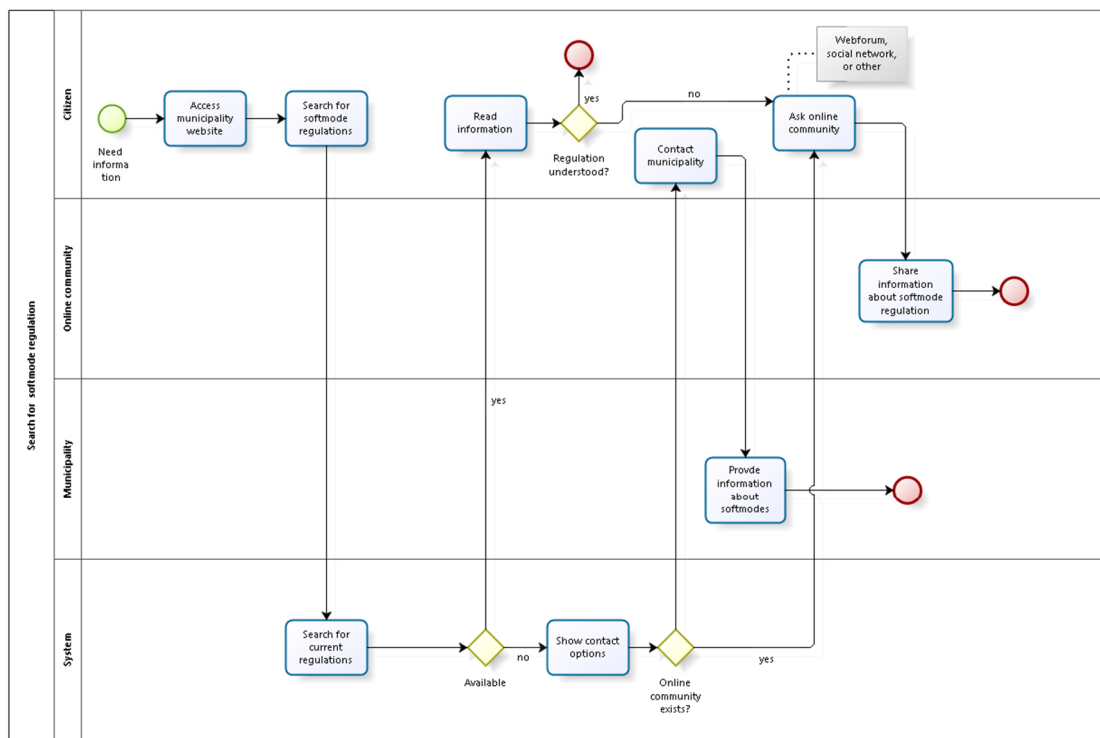 Search for softmode regulation
Citizen
Need
informa
tion
Access
municipality
website
Search for
softmode
regulations
Read
information
yes
Regulation
understood?
no
Contact
municipality
Ask online
community
Webforum,
social network,
or other
Online community
Share
information
about softmode
regulation
Municipality
yes
Provde
information
about
softmodes
System
Search for
current
regulations
Available
no
Show contact
options
Online
community
exists?
yes